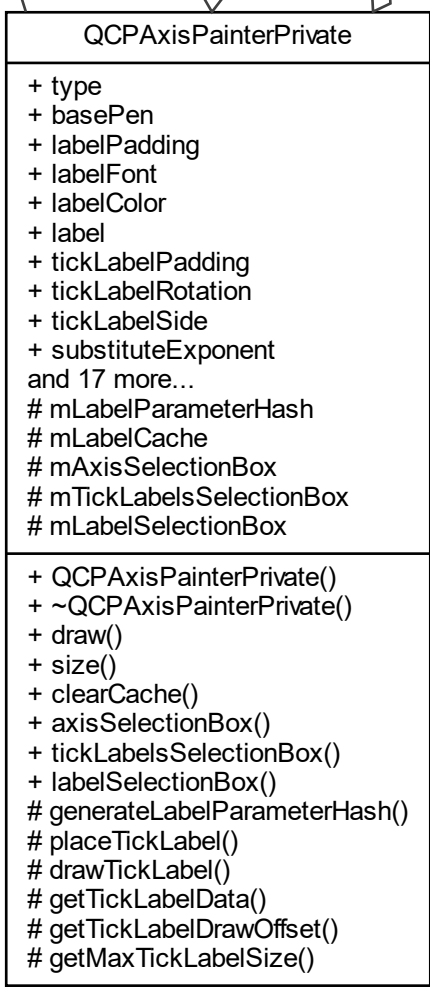 QCPAxisPainterPrivate
+ type
+ basePen
+ labelPadding
+ labelFont
+ labelColor
+ label
+ tickLabelPadding
+ tickLabelRotation
+ tickLabelSide
+ substituteExponent
and 17 more...
# mLabelParameterHash
# mLabelCache
# mAxisSelectionBox
# mTickLabelsSelectionBox
# mLabelSelectionBox
+ QCPAxisPainterPrivate()
+ ~QCPAxisPainterPrivate()
+ draw()
+ size()
+ clearCache()
+ axisSelectionBox()
+ tickLabelsSelectionBox()
+ labelSelectionBox()
# generateLabelParameterHash()
# placeTickLabel()
# drawTickLabel()
# getTickLabelData()
# getTickLabelDrawOffset()
# getMaxTickLabelSize()